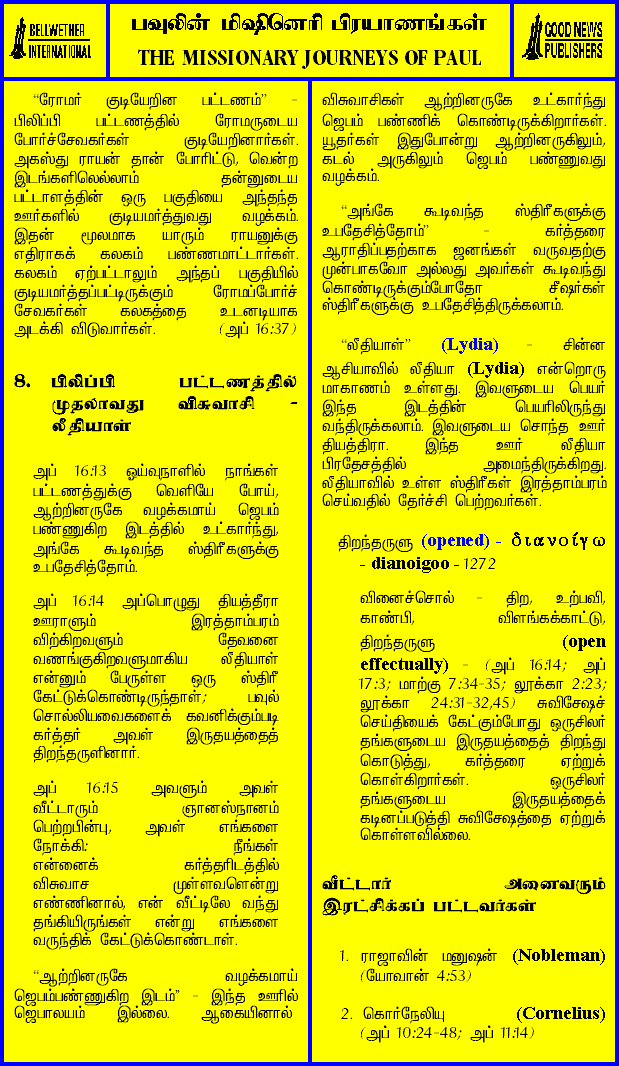 BELLWETHER
INTERNATIONAL
பவுலின் மிஷினெரி பிரயாணங்கள்
THE MISSIONARY JOURNEYS OF PAUL
GOOD NEWS
PUBLISHERS
“ரோமர் குடியேறின பட்டணம்” -
பிலிப்பி பட்டணத்தில் ரோமருடைய
போர்ச்சேவகர்கள் குடியேறினார்கள்.
அகஸ்து ராயன் தான் போரிட்டு, வென்ற
இடங்களிலெல்லாம் தன்னுடைய
பட்டாளத்தின் ஒரு பகுதியை அந்தந்த
ஊர்களில் குடியமர்த்துவது வழக்கம்.
இதன் மூலமாக யாரும் ராயனுக்கு
எதிராகக் கலகம் பண்ணமாட்டார்கள்.
கலகம் ஏற்பட்டாலும் அந்தப் பகுதியில்
குடியமர்த்தப்பட்டிருக்கும் ரோமப்போர்ச்
சேவகர்கள் கலகத்தை உடனடியாக
அடக்கி விடுவார்கள். (அப் 16:37)
8. பிலிப்பி பட்டணத்தில்
முதலாவது விசுவாசி -
லீதியாள்
அப் 16:13 ஓய்வுநாளில் நாங்கள்
பட்டணத்துக்கு வெளியே போய்,
ஆற்றினருகே வழக்கமாய் ஜெபம்
பண்ணுகிற இடத்தில் உட்கார்ந்து,
அங்கே கூடிவந்த ஸ்திரீகளுக்கு
உபதேசித்தோம்.
அப் 16:14 அப்பொழுது தியத்தீரா
ஊராளும் இரத்தாம்பரம்
விற்கிறவளும் தேவனை
வணங்குகிறவளுமாகிய லீதியாள்
என்னும் பேருள்ள ஒரு ஸ்திரீ
கேட்டுக்கொண்டிருந்தாள்; பவுல்
சொல்லியவைகளைக் கவனிக்கும்படி
கர்த்தர் அவள் இருதயத்தைத்
திறந்தருளினார்.
அப் 16:15 அவளும் அவள்
வீட்டாரும் ஞானஸ்நானம்
பெற்றபின்பு, அவள் எங்களை
நோக்கி: நீங்கள்
என்னைக் கர்த்தரிடத்தில்
விசுவாச முள்ளவளென்று
எண்ணினால், என் வீட்டிலே வந்து
தங்கியிருங்கள் என்று எங்களை
வருந்திக் கேட்டுக்கொண்டாள்.
“ஆற்றினருகே வழக்கமாய்
ஜெபம்பண்ணுகிற இடம்” - இந்த ஊரில்
ஜெபாலயம் இல்லை. ஆகையினால்
விசுவாசிகள் ஆற்றினருகே உட்கார்ந்து
ஜெபம் பண்ணிக் கொண்டிருக்கிறார்கள்.
யூதர்கள் இதுபோன்று ஆற்றினருகிலும்,
கடல் அருகிலும் ஜெபம் பண்ணுவது
வழக்கம்.
“அங்கே கூடிவந்த ஸ்திரீகளுக்கு
உபதேசித்தோம்” - கர்த்தரை
ஆராதிப்பதற்காக ஜனங்கள் வருவதற்கு
முன்பாகவோ அல்லது அவர்கள் கூடிவந்து
கொண்டிருக்கும்போதோ சீஷர்கள்
ஸ்திரீகளுக்கு உபதேசித்திருக்கலாம்.
“லீதியாள்” (Lydia) - சின்ன
ஆசியாவில் லீதியா (Lydia) என்றொரு
மாகாணம் உள்ளது. இவளுடைய பெயர்
இந்த இடத்தின் பெயரிலிருந்து
வந்திருக்கலாம். இவளுடைய சொந்த ஊர்
தியத்திரா. இந்த ஊர் லீதியா
பிரதேசத்தில் அமைந்திருக்கிறது.
லீதியாவில் உள்ள ஸ்திரீகள் இரத்தாம்பரம்
செய்வதில் தேர்ச்சி பெற்றவர்கள்.
திறந்தருளு (opened) - διανοίγω
- dianoigoo - 1272
வினைச்சொல் - திற, உற்பவி,
காண்பி, விளங்கக்காட்டு,
திறந்தருளு (open
effectually) - (அப் 16:14; அப்
17:3; மாற்கு 7:34-35; லூக்கா 2:23;
லூக்கா 24:31-32,45) சுவிசேஷச்
செய்தியைக் கேட்கும்போது ஒருசிலர்
தங்களுடைய இருதயத்தைத் திறந்து
கொடுத்து, கர்த்தரை ஏற்றுக்
கொள்கிறார்கள். ஒருசிலர்
தங்களுடைய இருதயத்தைக்
கடினப்படுத்தி சுவிசேஷத்தை ஏற்றுக்
கொள்ளவில்லை.
வீட்டார் அனைவரும்
இரட்சிக்கப் பட்டவர்கள்
1. ராஜாவின் மனுஷன் (Nobleman)
(யோவான் 4:53)
2. கொர்நேலியு (Cornelius)
(அப் 10:24-48; அப் 11:14)